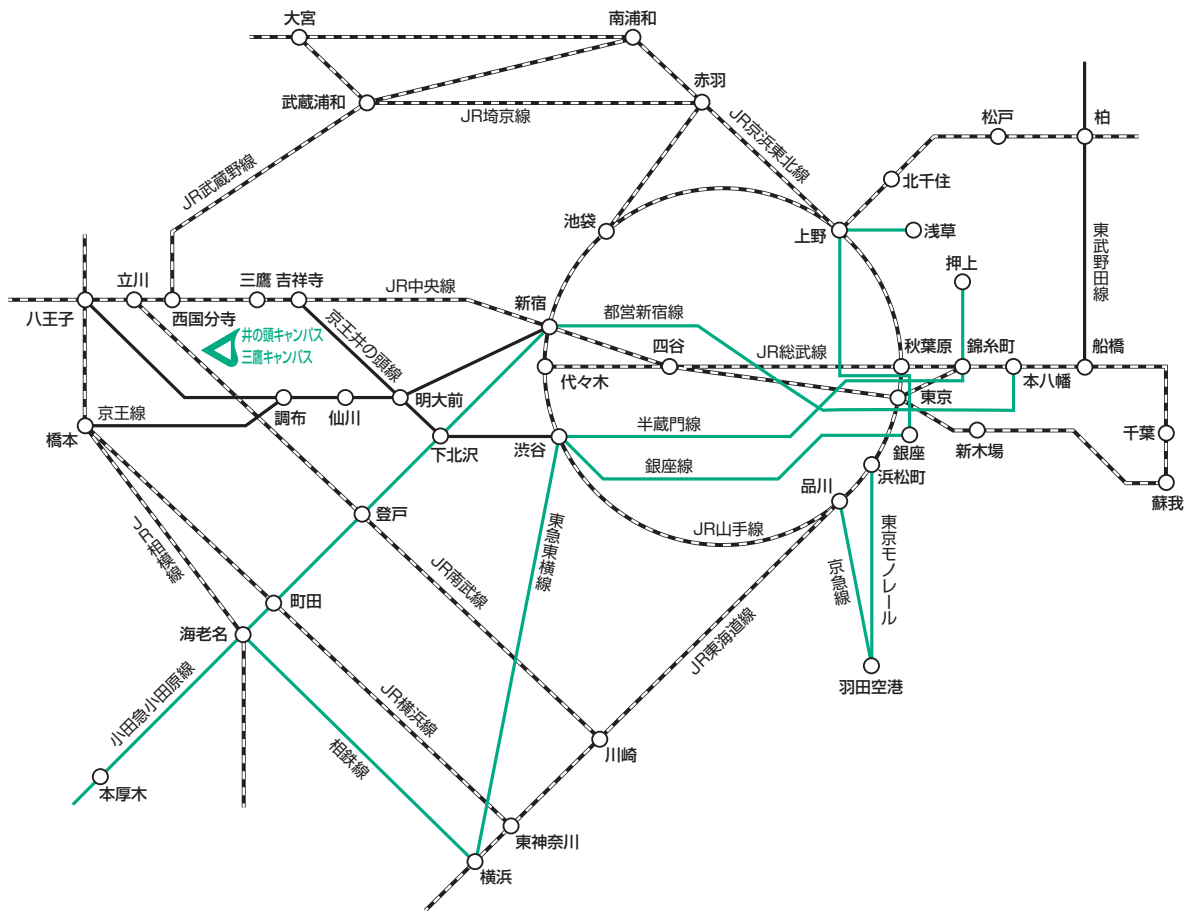 大宮
南浦和
武蔵浦和
赤羽
JR埼京線
JR京浜東北線
松戸
柏
北千住
JR武蔵野線
池袋
上野
浅草
東武野田線
押上
立川
三鷹
吉祥寺
JR中央線
新宿
都営新宿線
八王子
西国分寺
井の頭キャンパス
三鷹キャンパス
京王井の頭線
四谷
JR総武線
秋葉原
錦糸町
船橋
代々木
本八幡
京王線
調布
仙川
明大前
東京
橋本
下北沢
渋谷
半蔵門線
銀座
新木場
千葉
銀座線
浜松町
品川
蘇我
登戸
JR山手線
東急東横線
JR相模線
JR南武線
京急線
東京モノレール
町田
海老名
JR東海道線
羽田空港
小田急小田原線
JR横浜線
相鉄線
川崎
本厚木
東神奈川
横浜